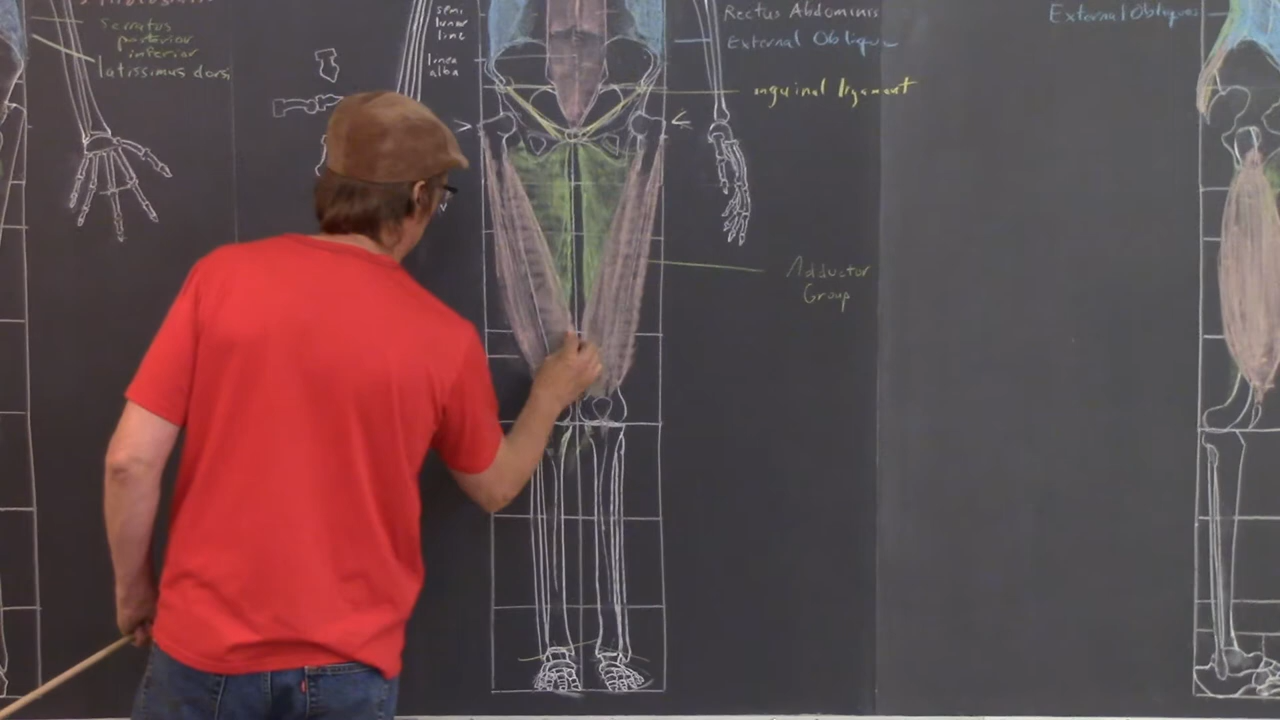 Serratus
posterior
inferior
latissimus dorsi
semi
lunar
line
linea
alba
Rectus Abdominis
External Oblique
inguinal ligament
Adductor
Group
External Obliques